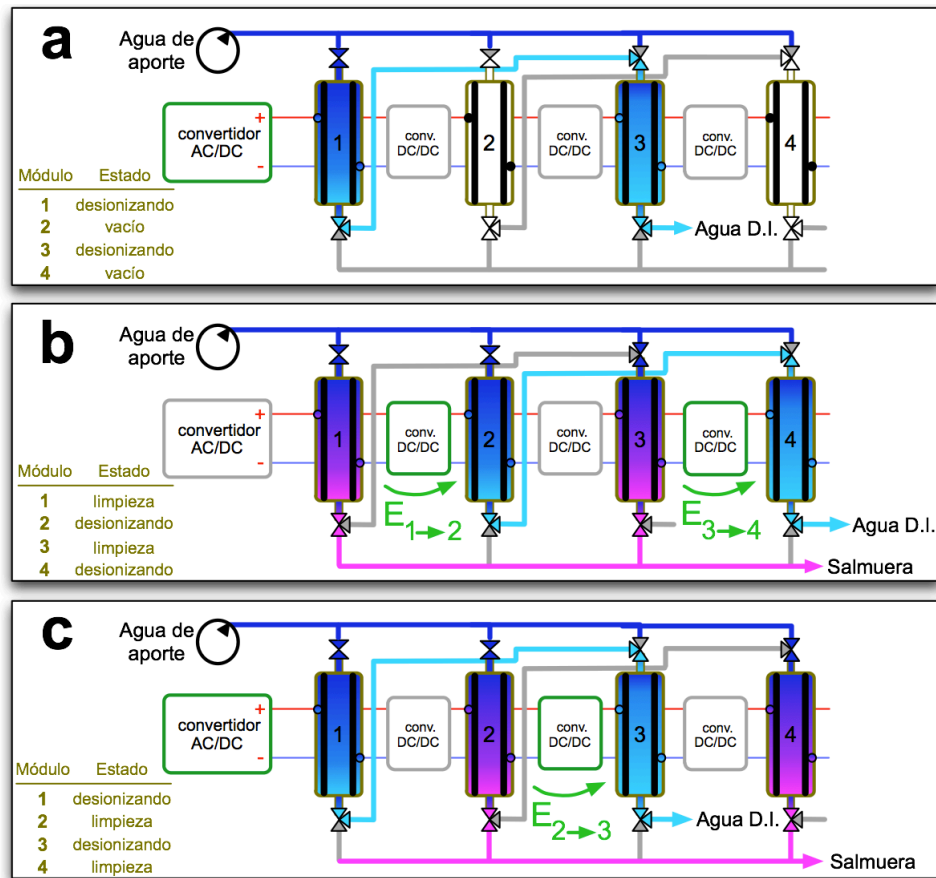 a
Agua de
aporte
convertidor
AC/DC
+
-
1
conv.
DC/DC
2
conv.
DC/DC
3
conv.
DC/DC
4
Módulo Estado
1 desionizando
2 vacío
3 desionizando
4 vacío
Agua D.I.
b
Agua de
aporte
convertidor
AC/DC
+
-
1
conv.
DC/DC
2
conv.
DC/DC
3
conv.
DC/DC
4
E1→2
E3→4
Módulo Estado
1 limpieza
2 desionizando
3 limpieza
4 desionizando
Agua D.I.
Salmuera
c
Agua de
aporte
convertidor
AC/DC
+
-
1
conv.
DC/DC
2
conv.
DC/DC
3
conv.
DC/DC
4
E2→3
Módulo Estado
1 desionizando
2 limpieza
3 desionizando
4 limpieza
Agua D.I.
Salmuera